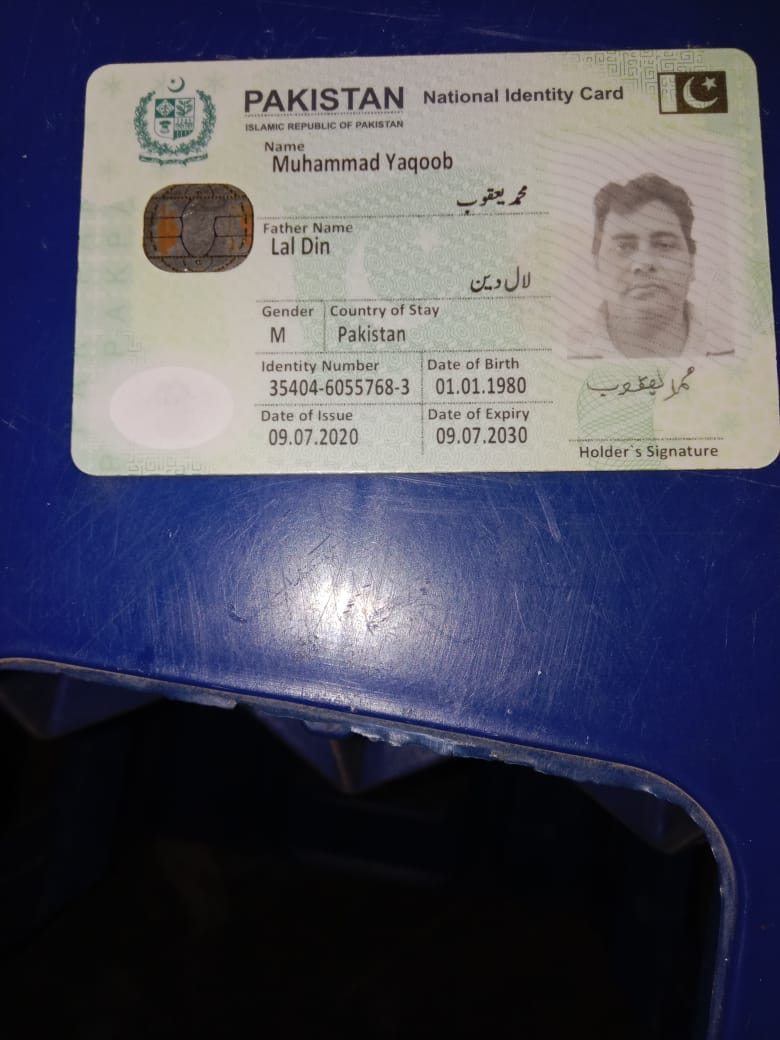 PAKISTAN National Identity Card
ISLAMIC REPUBLIC OF PAKISTAN
Name
Muhammad Yaqoob
محمد یعقوب
Father Name
Lal Din
لال دین
Gender Country of Stay
M Pakistan
Identity Number Date of Birth
35404-6055768-3 01.01.1980
Date of Issue Date of Expiry
09.07.2020 09.07.2030
محمد یعقوب
Holder`s Signature